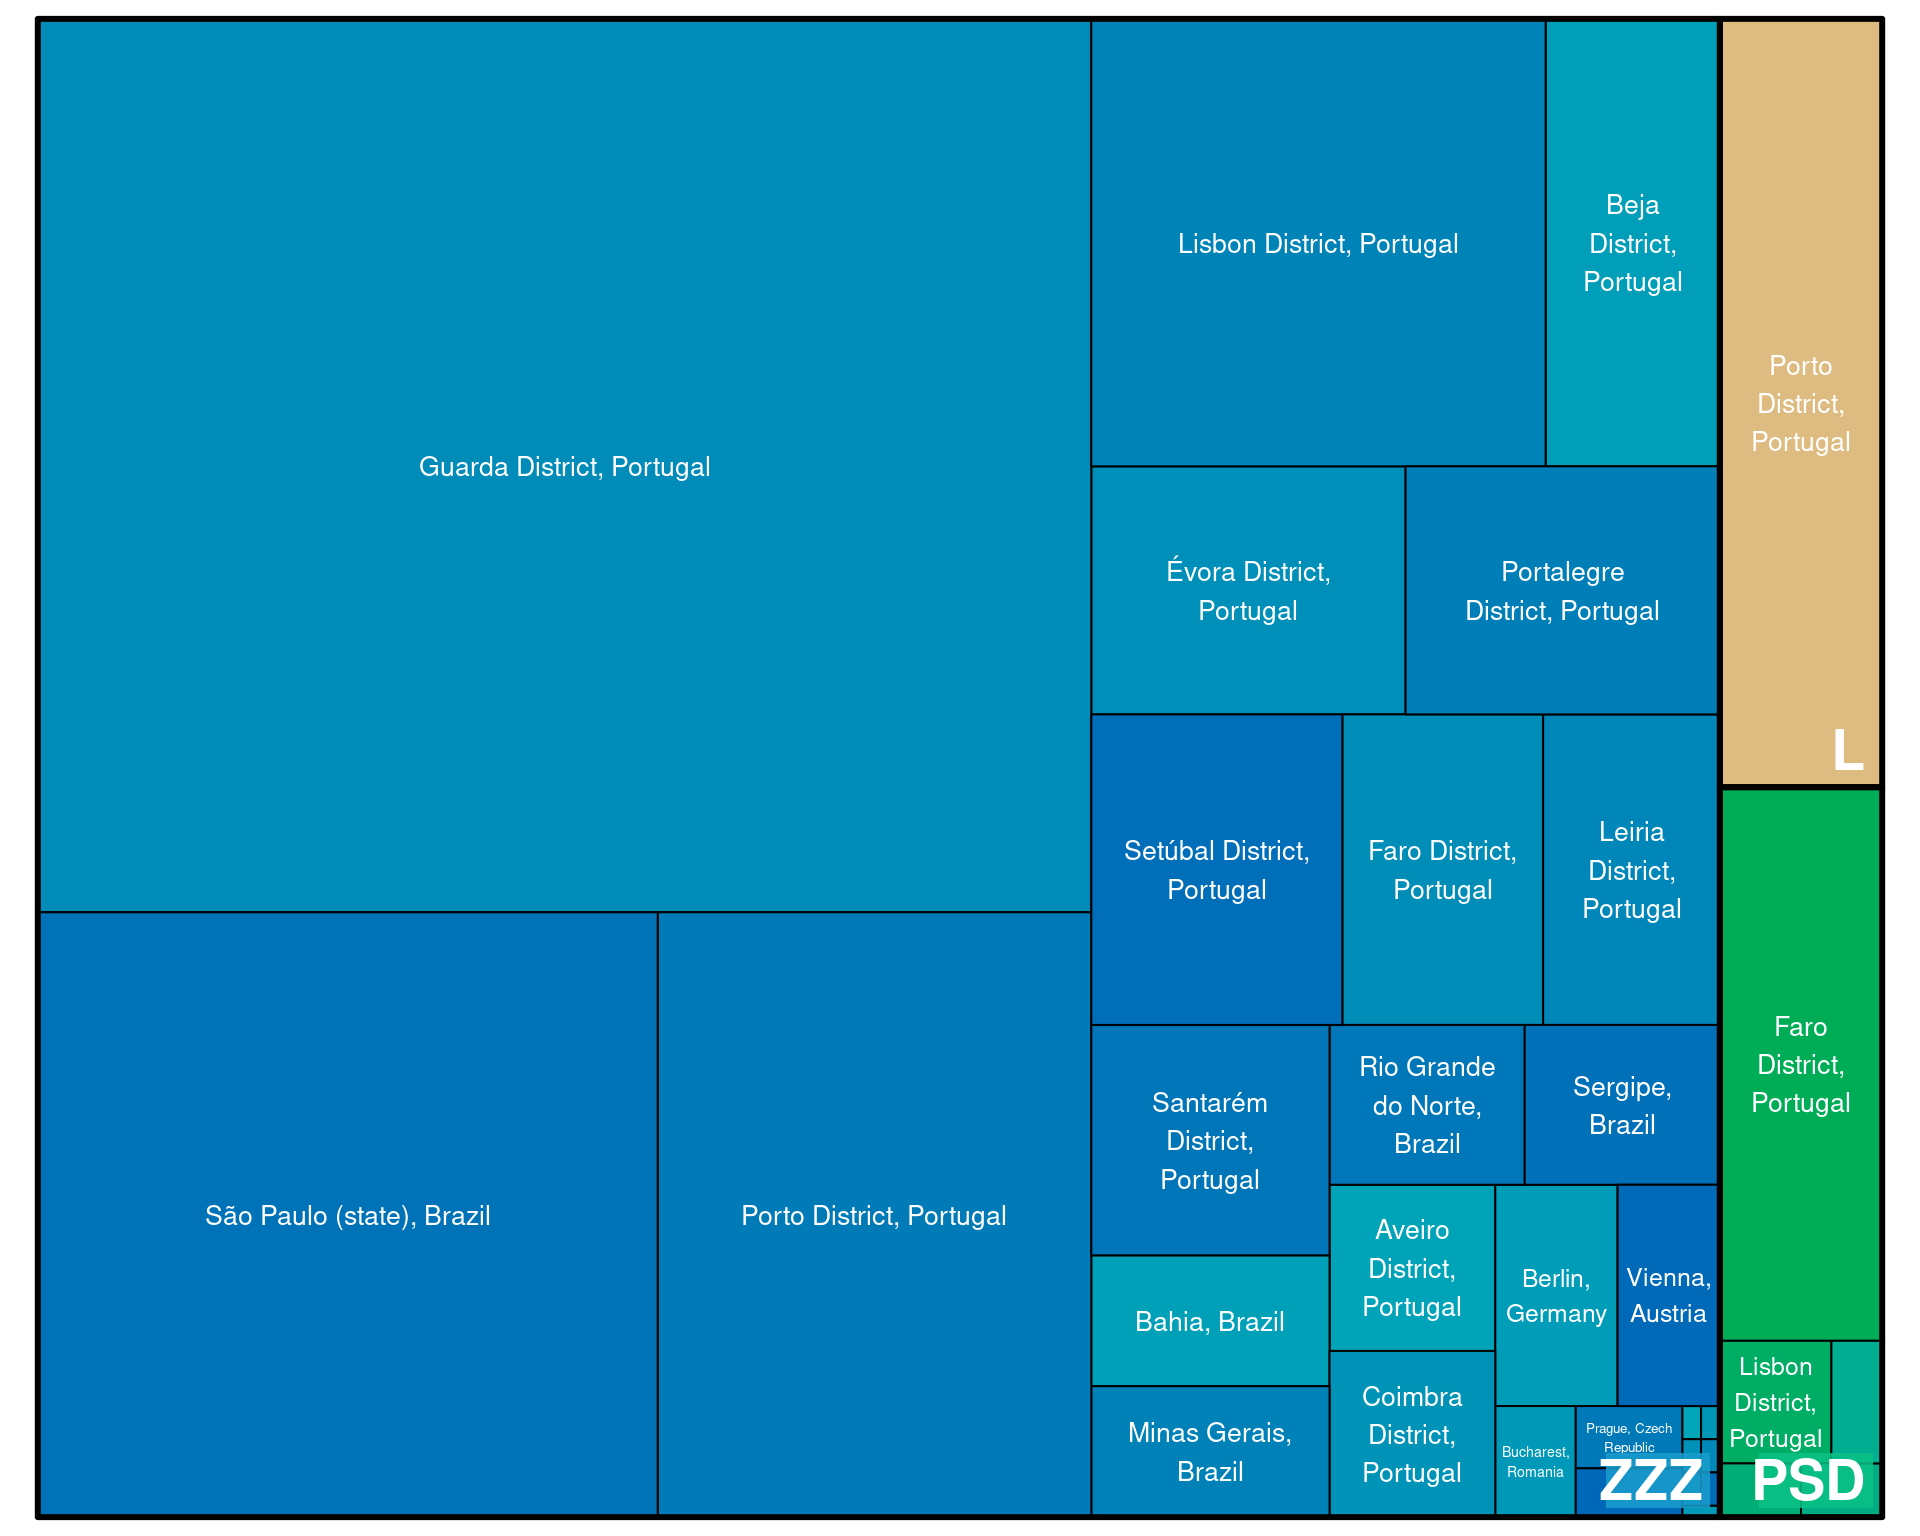 Guarda District, Portugal
Lisbon District, Portugal
Beja
District,
Portugal
Porto
District,
Portugal
L
Évora District,
Portugal
Portalegre
District, Portugal
Setúbal District,
Portugal
Faro District,
Portugal
Leiria
District,
Portugal
São Paulo (state), Brazil
Porto District, Portugal
Santarém
District,
Portugal
Rio Grande
do Norte,
Brazil
Sergipe,
Brazil
Bahia, Brazil
Minas Gerais,
Brazil
Aveiro
District,
Portugal
Coimbra
District,
Portugal
Berlin,
Germany
Vienna,
Austria
Bucharest,
Romania
Prague, Czech
Republic
ZZZ
Faro
District,
Portugal
Lisbon
District,
Portugal
PSD